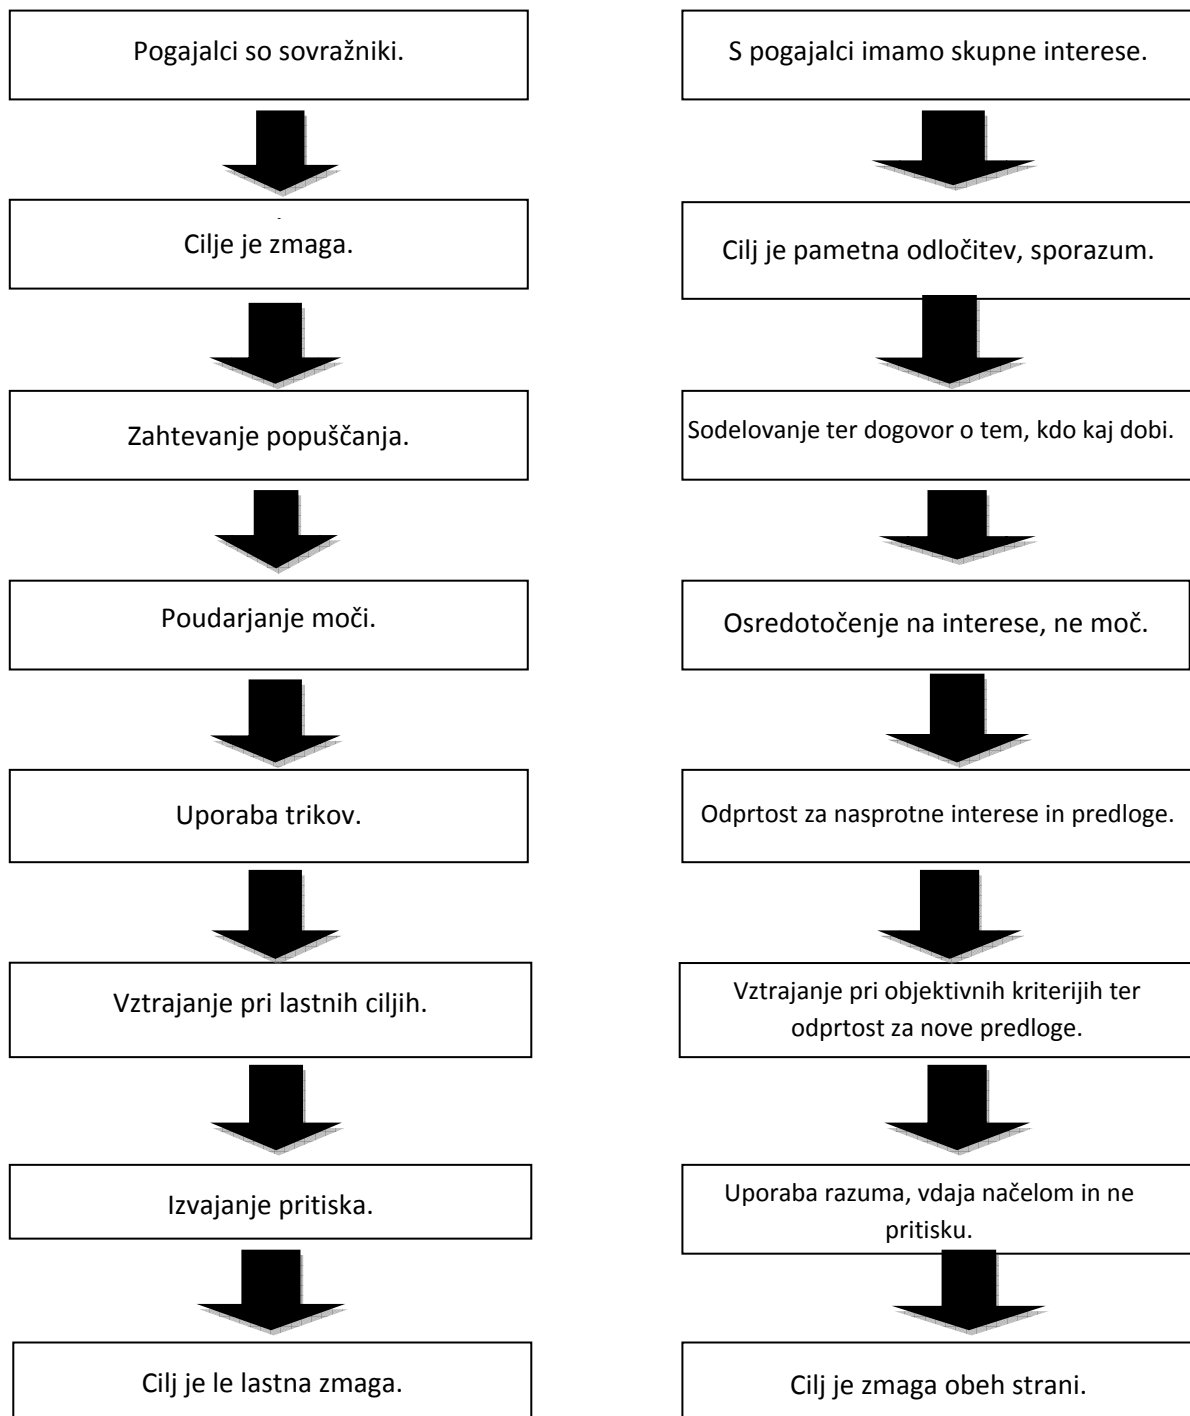 Pogajalci so sovražniki.
Cilje je zmaga.
Zahtevanje popuščanja.
Poudarjanje moči.
Uporaba trikov.
Vztrajanje pri lastnih ciljih.
Izvajanje pritiska.
Cilj je le lastna zmaga.
S pogajalci imamo skupne interese.
Cilj je pametna odločitev, sporazum.
Sodelovanje ter dogovor o tem, kdo kaj dobi.
Osredotočenje na interese, ne moč.
Odprtost za nasprotne interese in predloge.
Vztrajanje pri objektivnih kriterijih ter
odprtost za nove predloge.
Uporaba razuma, vdaja načelom in ne
pritisku.
Cilj je zmaga obeh strani.